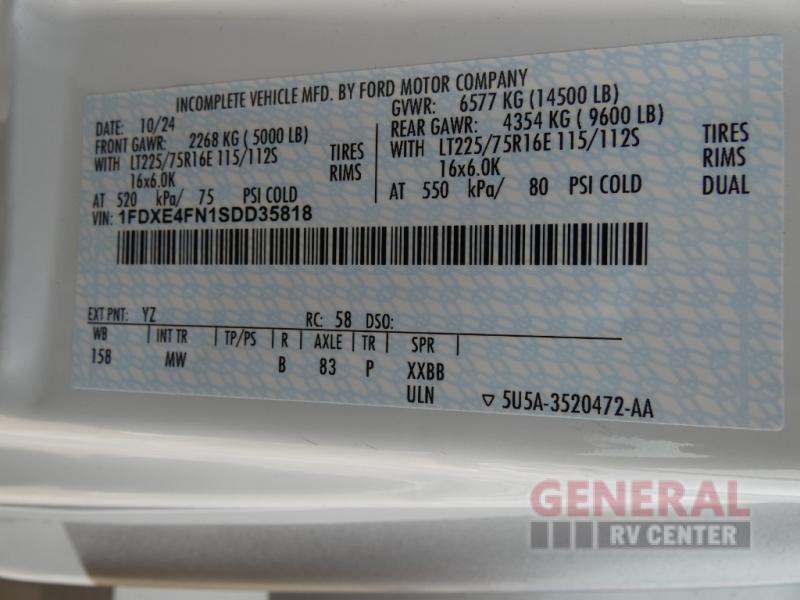 INCOMPLETE VEHICLE MFD. BY FORD MOTOR COMPANY
DATE: 10/24
FRONT GAWR: 2268 KG ( 5000 LB)
WITH LT225/75R16E 115/112S TIRES
16x6.0K RIMS
AT 520 kPa/ 75 PSI COLD
GVWR: 6577 KG (14500 LB)
REAR GAWR: 4354 KG ( 9600 LB)
WITH LT225/75R16E 115/112S TIRES
16x6.0K RIMS
AT 550 kPa/ 80 PSI COLD DUAL
VIN: 1FDXE4FN1SDD35818
EXT PNT: YZ RC: 58 DSO:
WB INT TR TP/PS R AXLE TR SPR
158 MW B 83 P XXBB
ULN ▽ 5U5A-3520472-AA
GENERAL
RV CENTER